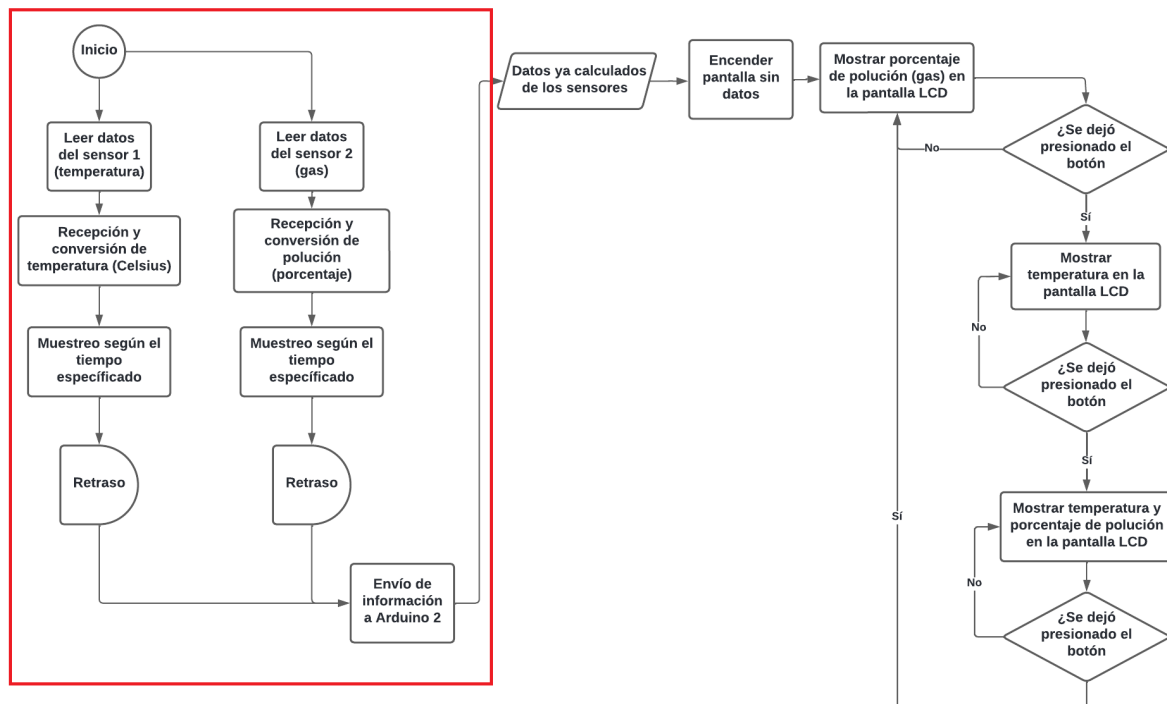 Inicio
Leer datos
del sensor 1
(temperatura)
Recepción y
conversión de
temperatura (Celsius)
Muestreo según el
tiempo
específicado
Retraso
Leer datos
del sensor 2
(gas)
Recepción y
conversión de
polución
(porcentaje)
Muestreo según el
tiempo
específicado
Retraso
Envío de
información
a Arduino 2
Datos ya calculados
de los sensores
Encender
pantalla sin
datos
Mostrar porcentaje
de polución (gas) en
la pantalla LCD
¿Se dejó
presionado el
botón
No
Sí
Mostrar
temperatura en la
pantalla LCD
No
¿Se dejó
presionado el
botón
Sí
Mostrar temperatura y
porcentaje de polución
en la pantalla LCD
No
¿Se dejó
presionado el
botón
Sí